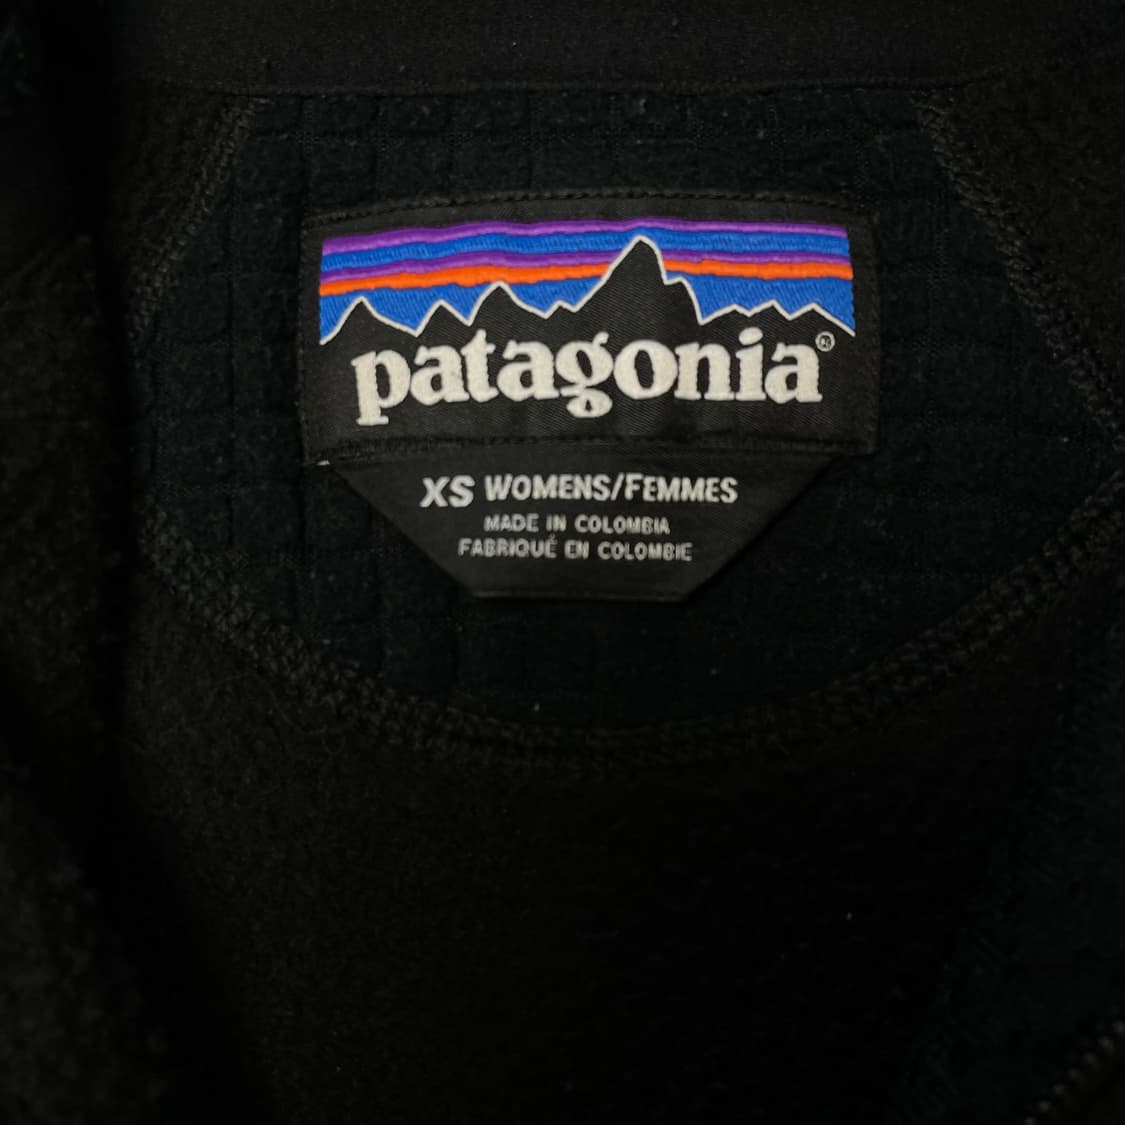 patagonia®
XS WOMENS/FEMMES
MADE IN COLOMBIA
FABRIQUÉ EN COLOMBIE